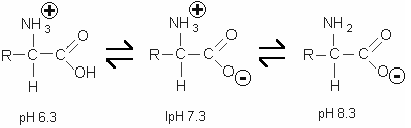 NH3 + NH3 + NH2
R C C O R C C O R C C O
H OH H O - H O -
pH 6.3 IpH 7.3 pH 8.3